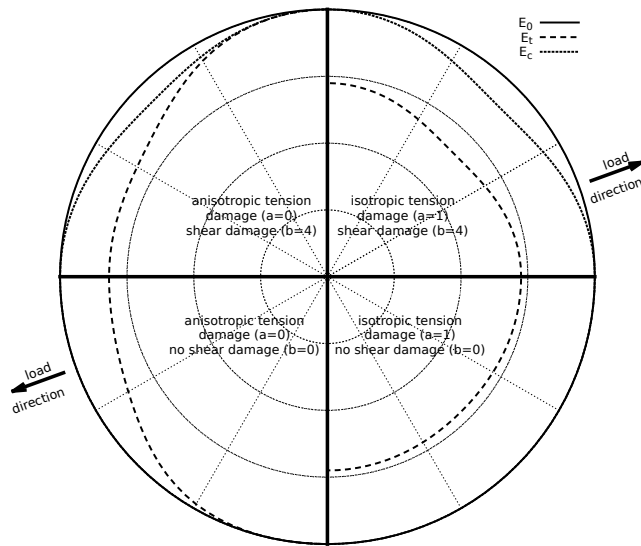 E0
Et
Ec
load
direction
anisotropic tension
damage (a=0)
shear damage (b=4)
isotropic tension
damage (a=1)
shear damage (b=4)
anisotropic tension
damage (a=0)
no shear damage (b=0)
isotropic tension
damage (a=1)
no shear damage (b=0)
load
direction